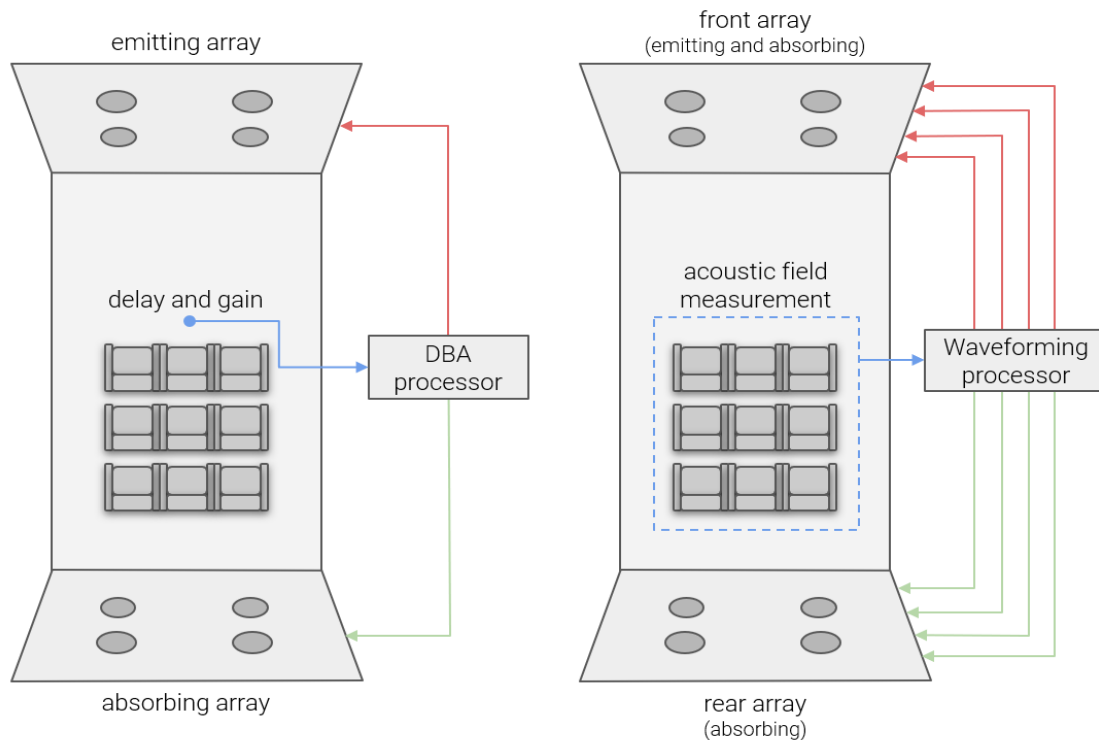 emitting array
delay and gain
DBA
processor
absorbing array
front array
(emitting and absorbing)
acoustic field
measurement
Waveforming
processor
rear array
(absorbing)